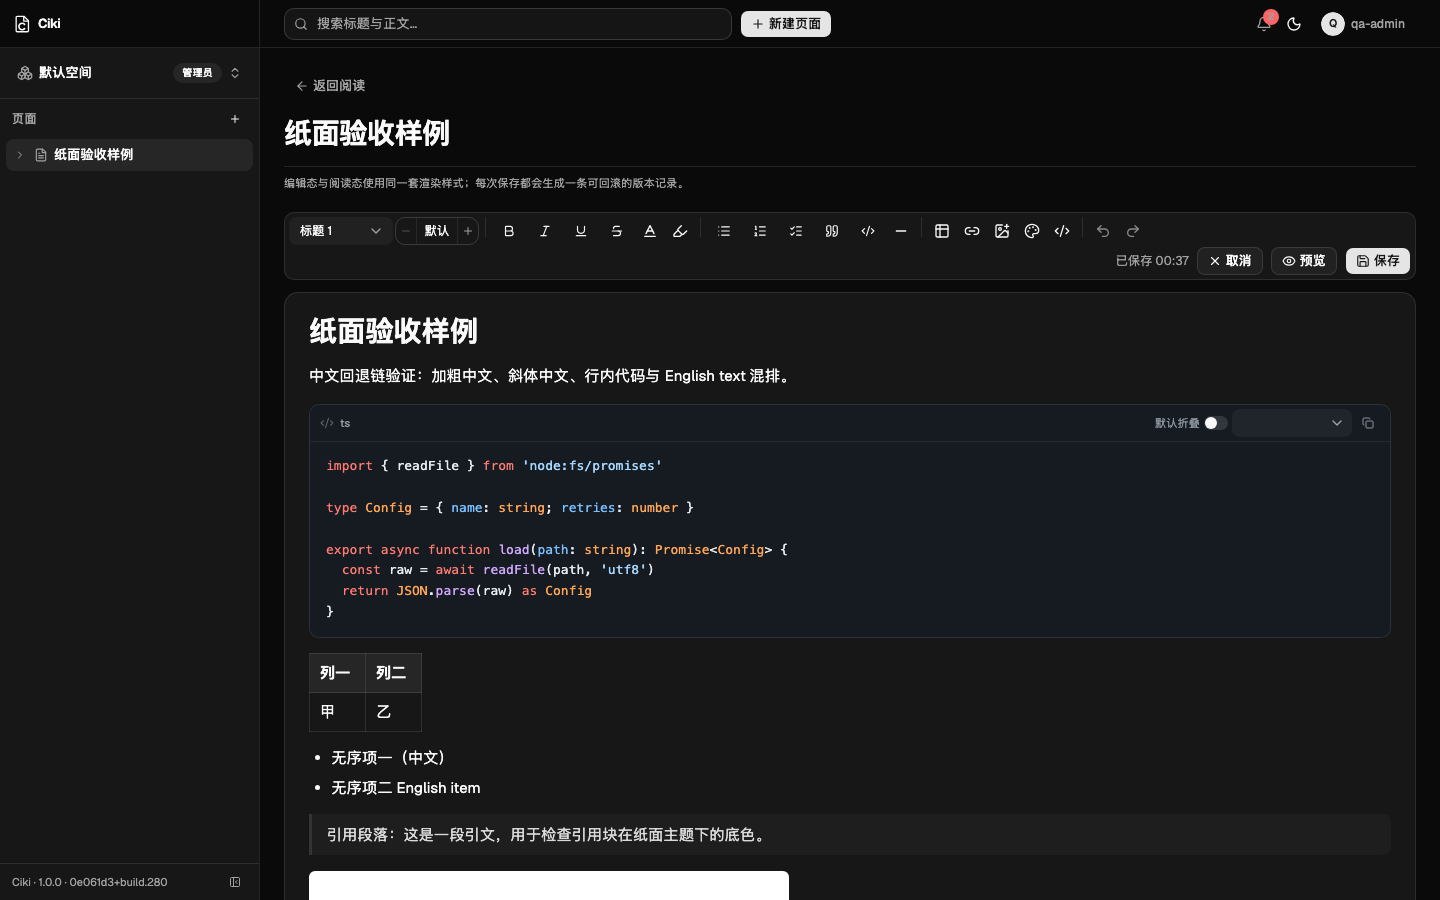 Ciki
搜索标题与正文...
新建页面
qa-admin
Q
默认空间
管理员
页面
纸面验收样例
返回阅读
纸面验收样例
编辑态与阅读态使用同一套渲染样式；每次保存都会生成一条可回滚的版本记录。
标题 1
默认
已保存 00:37
取消
预览
保存
纸面验收样例
中文回退链验证：加粗中文、斜体中文、行内代码与 English text 混排。
ts
默认折叠
import { readFile } from 'node:fs/promises'
type Config = { name: string; retries: number }
export async function load(path: string): Promise<Config> {
  const raw = await readFile(path, 'utf8')
  return JSON.parse(raw) as Config
}
列一 列二
甲 乙
无序项一（中文）
无序项二 English item
引用段落：这是一段引文，用于检查引用块在纸面主题下的底色。
Ciki · 1.0.0 · 0e061d3+build.280